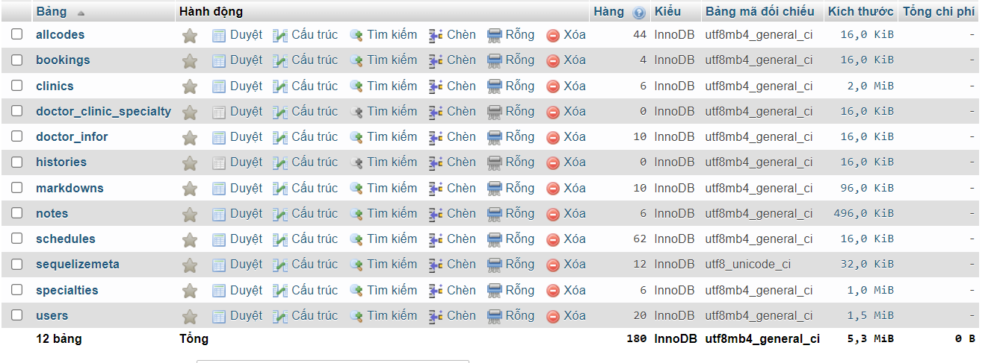 Bảng Hành động Hàng Kiểu Bảng mã đối chiếu Kích thước Tổng chi phí
allcodes Duyệt Cấu trúc Tìm kiếm Chèn Rỗng Xóa 44 InnoDB utf8mb4_general_ci 16,0 KiB -
bookings Duyệt Cấu trúc Tìm kiếm Chèn Rỗng Xóa 4 InnoDB utf8mb4_general_ci 16,0 KiB -
clinics Duyệt Cấu trúc Tìm kiếm Chèn Rỗng Xóa 6 InnoDB utf8mb4_general_ci 2,0 MiB -
doctor_clinic_specialty Duyệt Cấu trúc Tìm kiếm Chèn Rỗng Xóa 0 InnoDB utf8mb4_general_ci 16,0 KiB -
doctor_infor Duyệt Cấu trúc Tìm kiếm Chèn Rỗng Xóa 10 InnoDB utf8mb4_general_ci 16,0 KiB -
histories Duyệt Cấu trúc Tìm kiếm Chèn Rỗng Xóa 0 InnoDB utf8mb4_general_ci 16,0 KiB -
markdowns Duyệt Cấu trúc Tìm kiếm Chèn Rỗng Xóa 10 InnoDB utf8mb4_general_ci 96,0 KiB -
notes Duyệt Cấu trúc Tìm kiếm Chèn Rỗng Xóa 6 InnoDB utf8mb4_general_ci 496,0 KiB -
schedules Duyệt Cấu trúc Tìm kiếm Chèn Rỗng Xóa 62 InnoDB utf8mb4_general_ci 16,0 KiB -
sequelizemeta Duyệt Cấu trúc Tìm kiếm Chèn Rỗng Xóa 12 InnoDB utf8_unicode_ci 32,0 KiB -
specialties Duyệt Cấu trúc Tìm kiếm Chèn Rỗng Xóa 6 InnoDB utf8mb4_general_ci 1,0 MiB -
users Duyệt Cấu trúc Tìm kiếm Chèn Rỗng Xóa 20 InnoDB utf8mb4_general_ci 1,5 MiB -
12 bảng Tổng 180 InnoDB utf8mb4_general_ci 5,3 MiB 0 B